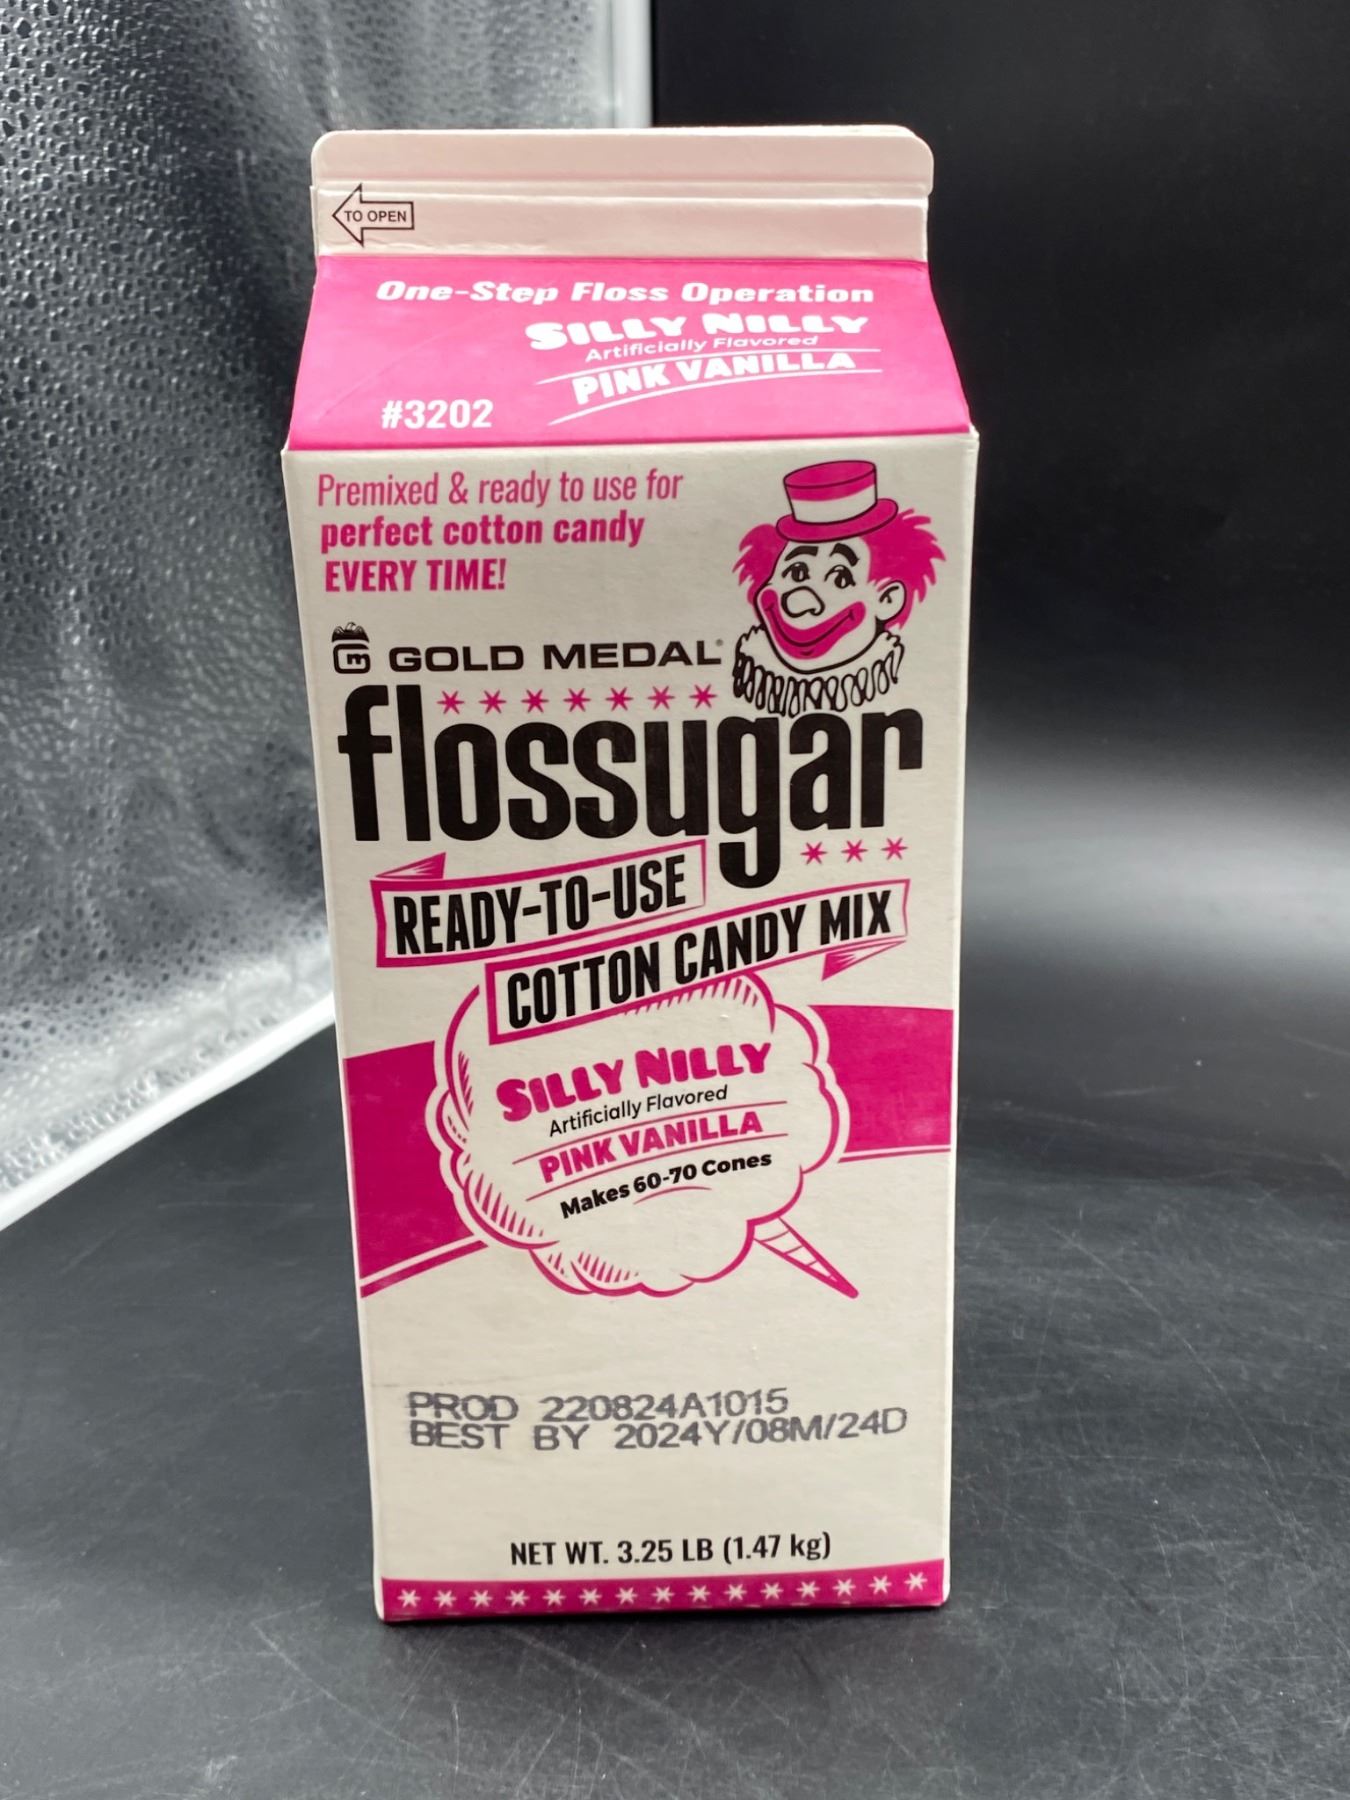 TO OPEN
One-Step Floss Operation
SILLY NILLY
Artificially Flavored
PINK VANILLA
#3202
Premixed & ready to use for
perfect cotton candy
EVERY TIME!
GOLD MEDAL®
flossugar
READY-TO-USE
COTTON CANDY MIX
SILLY NILLY
Artificially Flavored
PINK VANILLA
Makes 60-70 Cones
PROD 220824A1015
BEST BY 2024Y/08M/24D
NET WT. 3.25 LB (1.47 kg)